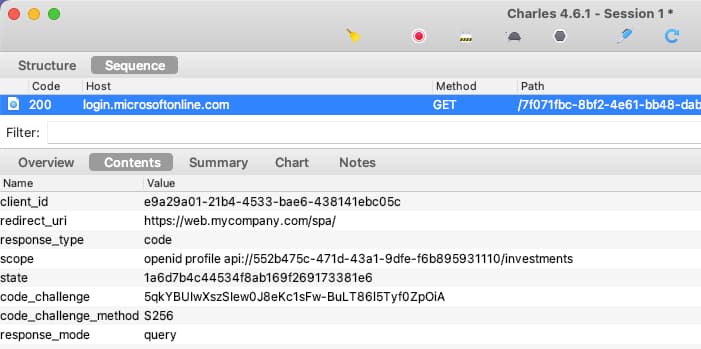 Charles 4.6.1 - Session 1 *
Structure Sequence
Code Host Method Path
200 login.microsoftonline.com GET /7f071fbc-8bf2-4e61-bb48-dab
Filter:
Overview Contents Summary Chart Notes
Name Value
client_id e9a29a01-21b4-4533-bae6-438141ebc05c
redirect_uri https://web.mycompany.com/spa/
response_type code
scope openid profile api://552b475c-471d-43a1-9dfe-f6b895931110/investments
state 1a6d7b4c44534f8ab169f269173381e6
code_challenge 5qkYBUIwXszSIew0J8eKc1sFw-BuLT86I5Tyf0ZpOiA
code_challenge_method S256
response_mode query